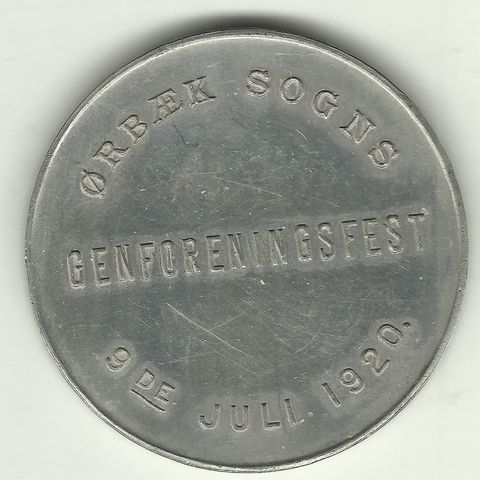 ØRBÆK SOGNS
GENFORENINGSFEST
9DE JULI. 1920.